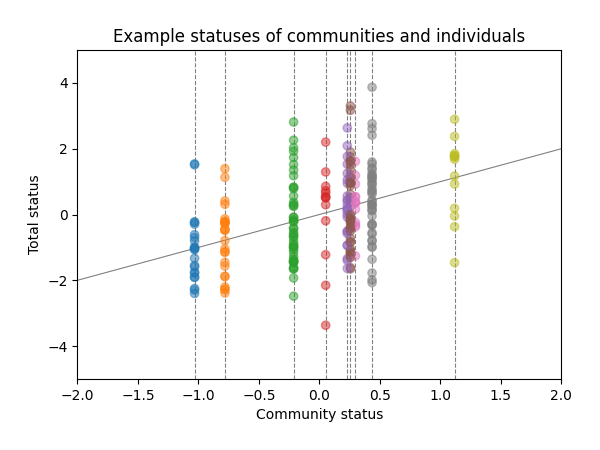 Example statuses of communities and individuals
4
2
0
−2
−4
Total status
−2.0 −1.5 −1.0 −0.5 0.0 0.5 1.0 1.5 2.0
Community status